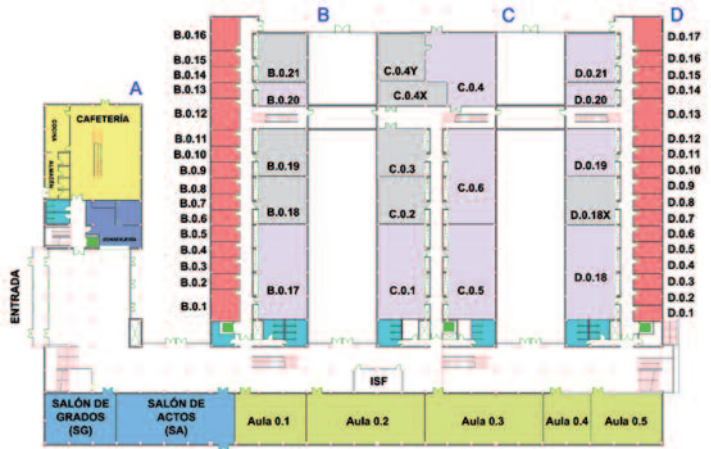 B
C
D
A
B.0.16
B.0.15
B.0.14
B.0.13
B.0.12
B.0.11
B.0.10
B.0.9
B.0.8
B.0.7
B.0.6
B.0.5
B.0.4
B.0.3
B.0.2
B.0.1
B.0.21
B.0.20
B.0.19
B.0.18
B.0.17
C.0.4Y
C.0.4
C.0.4X
C.0.3
C.0.2
C.0.1
C.0.6
C.0.5
D.0.21
D.0.20
D.0.19
D.0.18X
D.0.18
D.0.17
D.0.16
D.0.15
D.0.14
D.0.13
D.0.12
D.0.11
D.0.10
D.0.9
D.0.8
D.0.7
D.0.6
D.0.5
D.0.4
D.0.3
D.0.2
D.0.1
CAFETERÍA
COCINA
ALMACÉN
CONSERJERÍA
ENTRADA
ISF
SALÓN DE
GRADOS
(SG)
SALÓN DE
ACTOS
(SA)
Aula 0.1
Aula 0.2
Aula 0.3
Aula 0.4
Aula 0.5